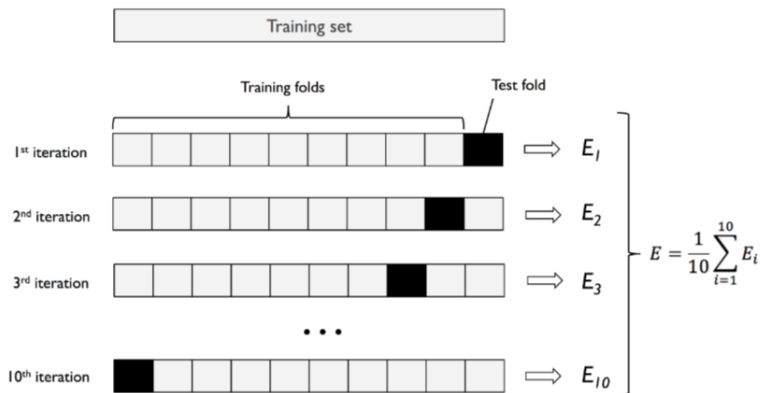 Training set
Training folds
Test fold
1st iteration
E1
2nd iteration
E2
3rd iteration
E3
E = 1/10 ∑ i=1 10 Ei
• • •
10th iteration
E10